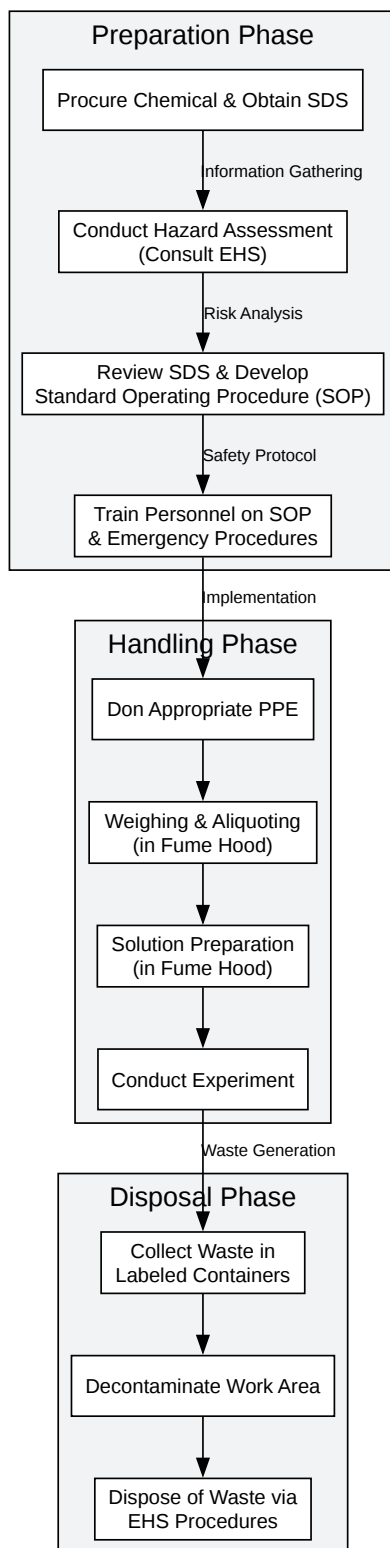 Preparation Phase
Procure Chemical & Obtain SDS
Information Gathering
Conduct Hazard Assessment
(Consult EHS)
Risk Analysis
Review SDS & Develop
Standard Operating Procedure (SOP)
Safety Protocol
Train Personnel on SOP
& Emergency Procedures
Implementation
Handling Phase
Don Appropriate PPE
Weighing & Aliquoting
(in Fume Hood)
Solution Preparation
(in Fume Hood)
Conduct Experiment
Waste Generation
Disposal Phase
Collect Waste in
Labeled Containers
Decontaminate Work Area
Dispose of Waste via
EHS Procedures